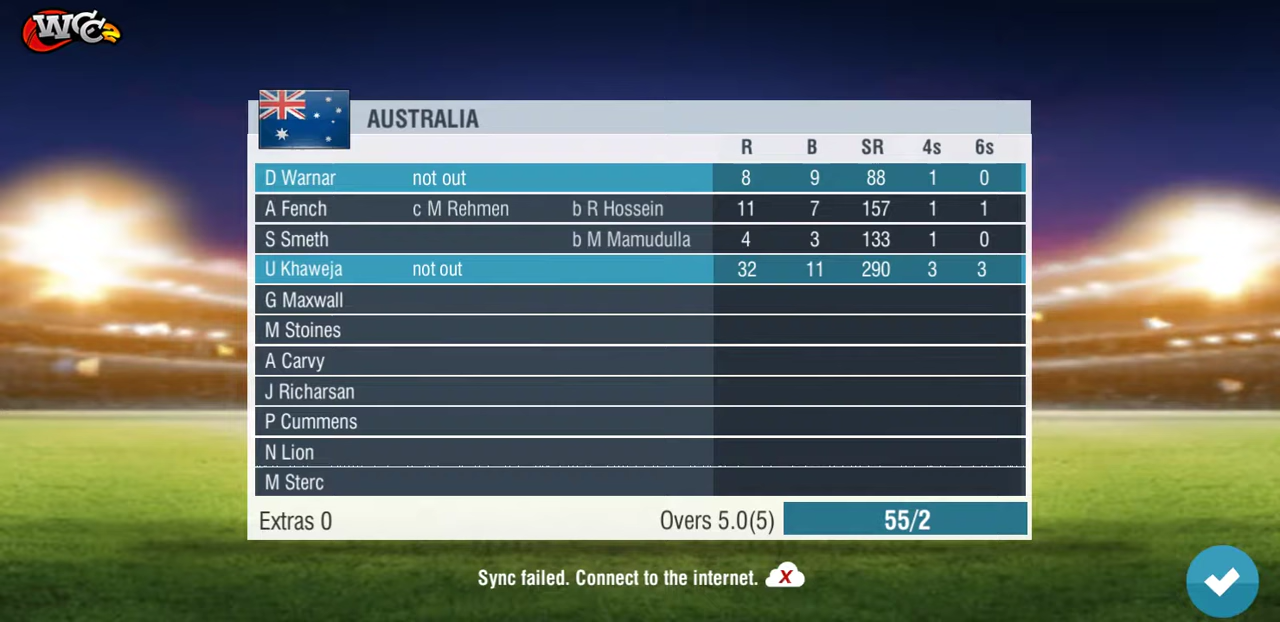 WCC
AUSTRALIA
R B SR 4s 6s
D Warnar not out 8 9 88 1 0
A Fench c M Rehmen b R Hossein 11 7 157 1 1
S Smeth b M Mamudulla 4 3 133 1 0
U Khaweja not out 32 11 290 3 3
G Maxwall
M Stoines
A Carvy
J Richarsan
P Cummens
N Lion
M Sterc
Extras 0 Overs 5.0(5) 55/2
Sync failed. Connect to the internet. X